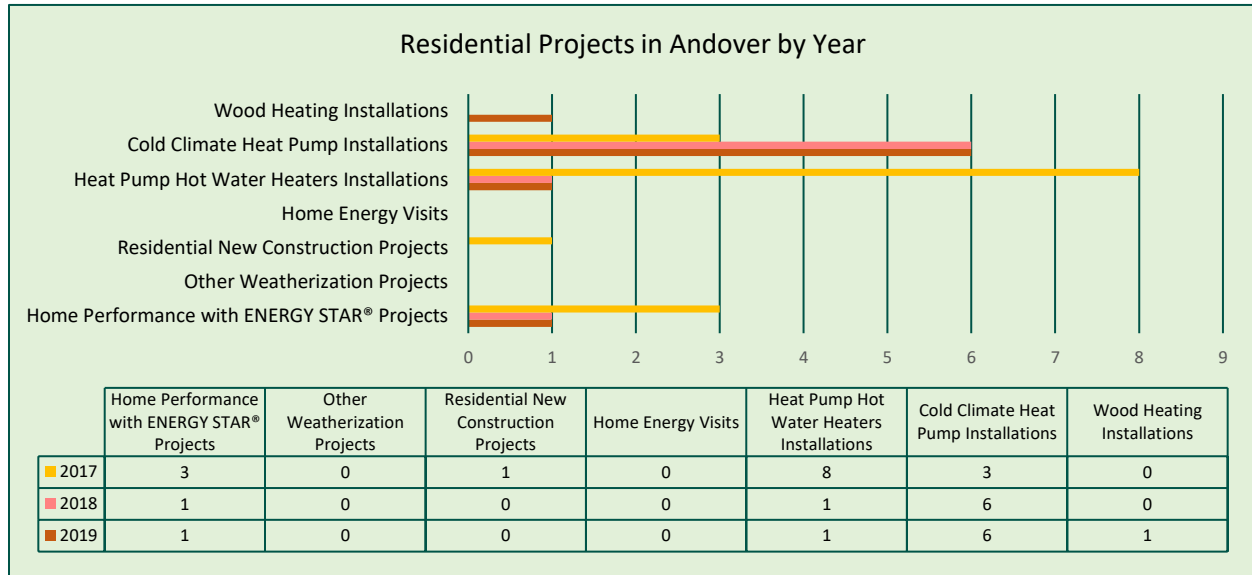 Residential Projects in Andover by Year
Wood Heating Installations
Cold Climate Heat Pump Installations
Heat Pump Hot Water Heaters Installations
Home Energy Visits
Residential New Construction Projects
Other Weatherization Projects
Home Performance with ENERGY STAR® Projects
0 1 2 3 4 5 6 7 8 9
Home Performance
with ENERGY STAR®
Projects
Other
Weatherization
Projects
Residential New
Construction
Projects
Home Energy Visits
Heat Pump Hot
Water Heaters
Installations
Cold Climate Heat
Pump Installations
Wood Heating
Installations
2017 3 0 1 0 8 3 0
2018 1 0 0 0 1 6 0
2019 1 0 0 0 1 6 1